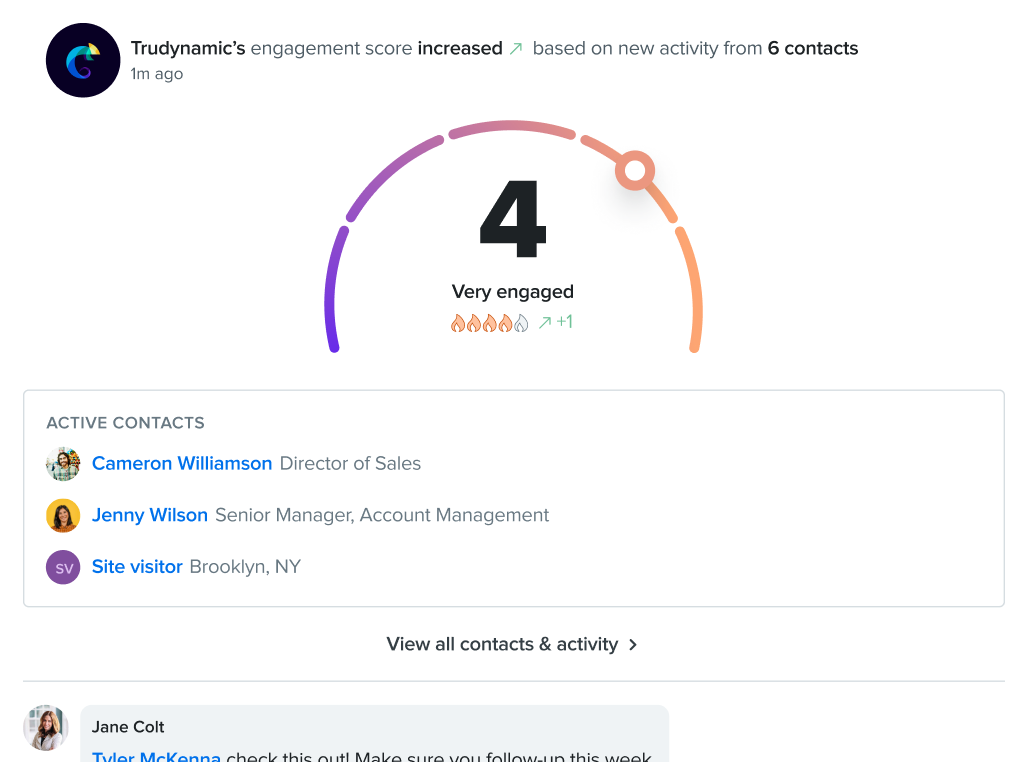 Trudynamic’s engagement score increased ↗ based on new activity from 6 contacts
1m ago
4
Very engaged
↗ +1
ACTIVE CONTACTS
Cameron Williamson Director of Sales
Jenny Wilson Senior Manager, Account Management
SV Site visitor Brooklyn, NY
View all contacts & activity >
Jane Colt
Tyler McKenna check this out! Make sure you follow-up this week